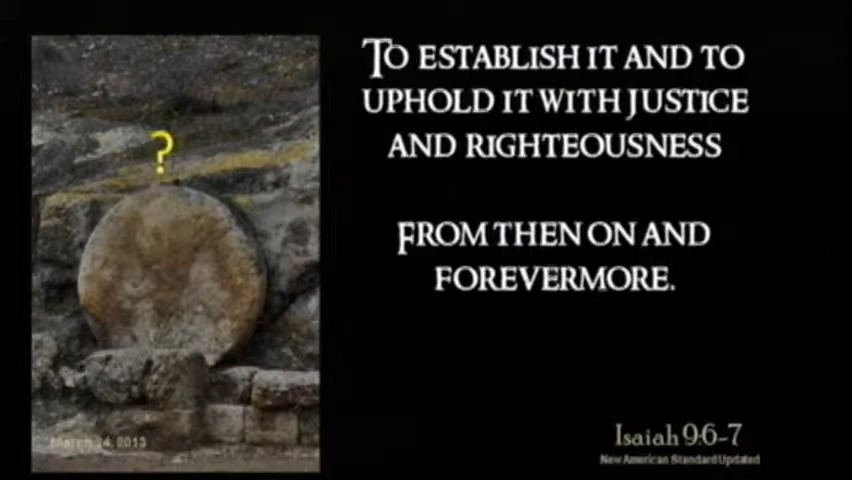 ?
March 24, 2013
TO ESTABLISH IT AND TO
UPHOLD IT WITH JUSTICE
AND RIGHTEOUSNESS
FROM THEN ON AND
FOREVERMORE.
Isaiah 9:6-7
New American Standard Updated